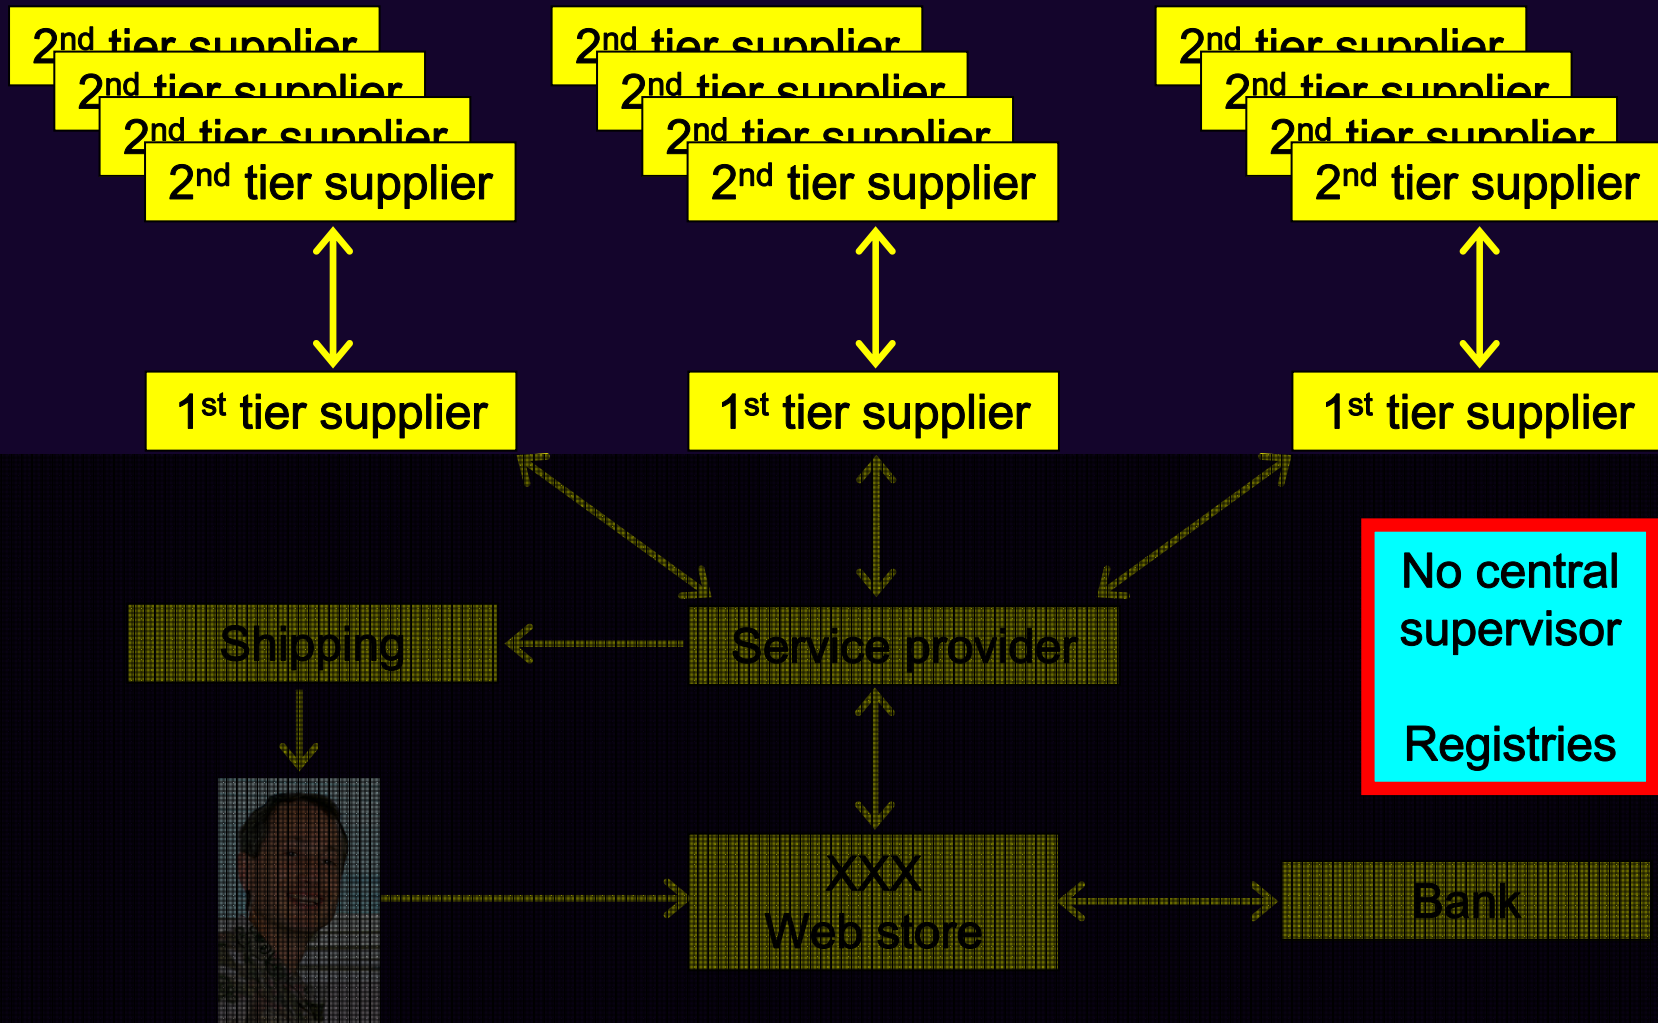 2nd tier supplier
2nd tier supplier
2nd tier supplier
2nd tier supplier
2nd tier supplier
2nd tier supplier
2nd tier supplier
2nd tier supplier
2nd tier supplier
2nd tier supplier
2nd tier supplier
2nd tier supplier
1st tier supplier
1st tier supplier
1st tier supplier
No central
supervisor
Registries
Shipping
Service provider
XXX
Web store
Bank